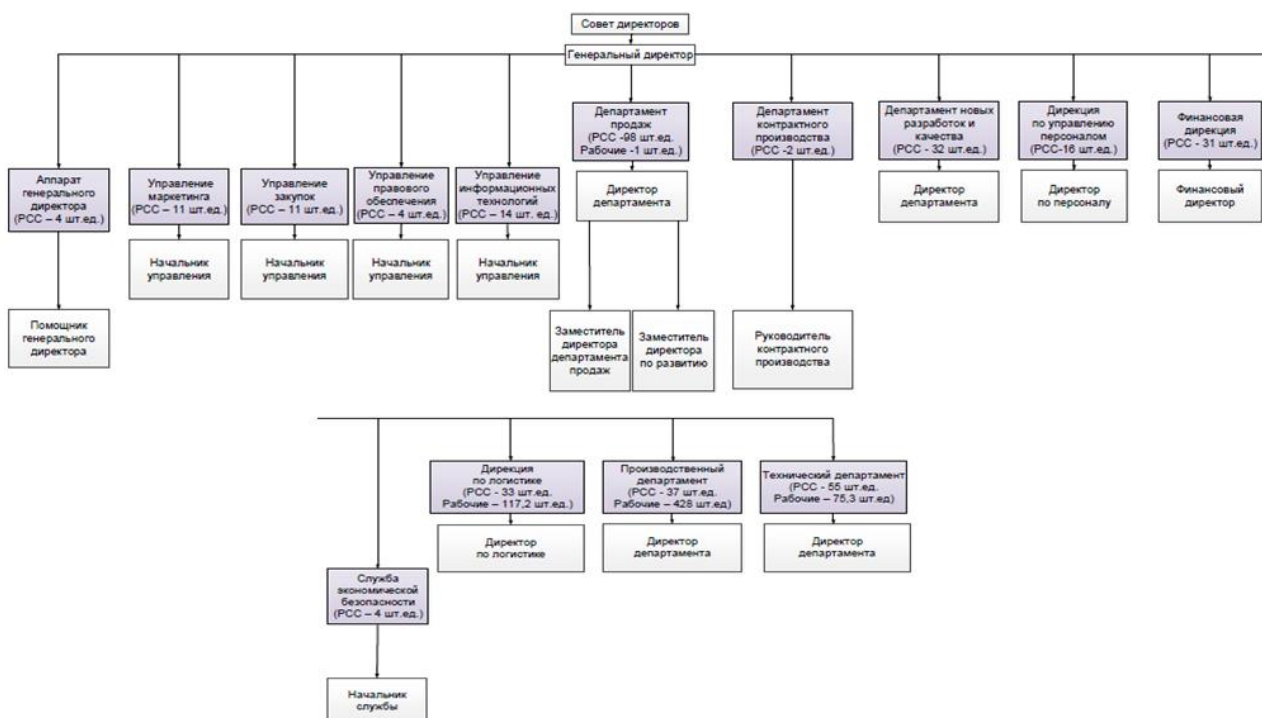 Совет директоров
Генеральный директор
Аппарат
генерального
директора
(РСС – 4 шт.ед.)
Помощник
генерального
директора
Управление
маркетинга
(РСС – 11 шт.ед.)
Начальник
управления
Управление
закупок
(РСС – 11 шт.ед.)
Начальник
управления
Управление
правового
обеспечения
(РСС – 4 шт.ед.)
Начальник
управления
Управление
информационных
технологий
(РСС – 14 шт. ед.)
Начальник
управления
Департамент
продаж
(РСС -98 шт.ед.
Рабочие -1 шт.ед.)
Директор
департамента
Заместитель
директора
департамента
продаж
Заместитель
директора
по развитию
Департамент
контрактного
производства
(РСС -2 шт.ед.)
Руководитель
контрактного
производства
Департамент новых
разработок и
качества
(РСС - 32 шт.ед.)
Директор
департамента
Дирекция
по управлению
персоналом
(РСС-16 шт.ед.)
Директор
по персоналу
Финансовая
дирекция
(РСС - 31 шт.ед.)
Финансовый
директор
Служба
экономической
безопасности
(РСС – 4 шт.ед.)
Начальник
службы
Дирекция
по логистике
(РСС - 33 шт.ед.
Рабочие – 117,2 шт.ед.)
Директор
по логистике
Производственный
департамент
(РСС - 37 шт.ед.
Рабочие – 428 шт.ед)
Директор
департамента
Технический департамент
(РСС - 55 шт.ед.
Рабочие – 75,3 шт.ед)
Директор
департамента